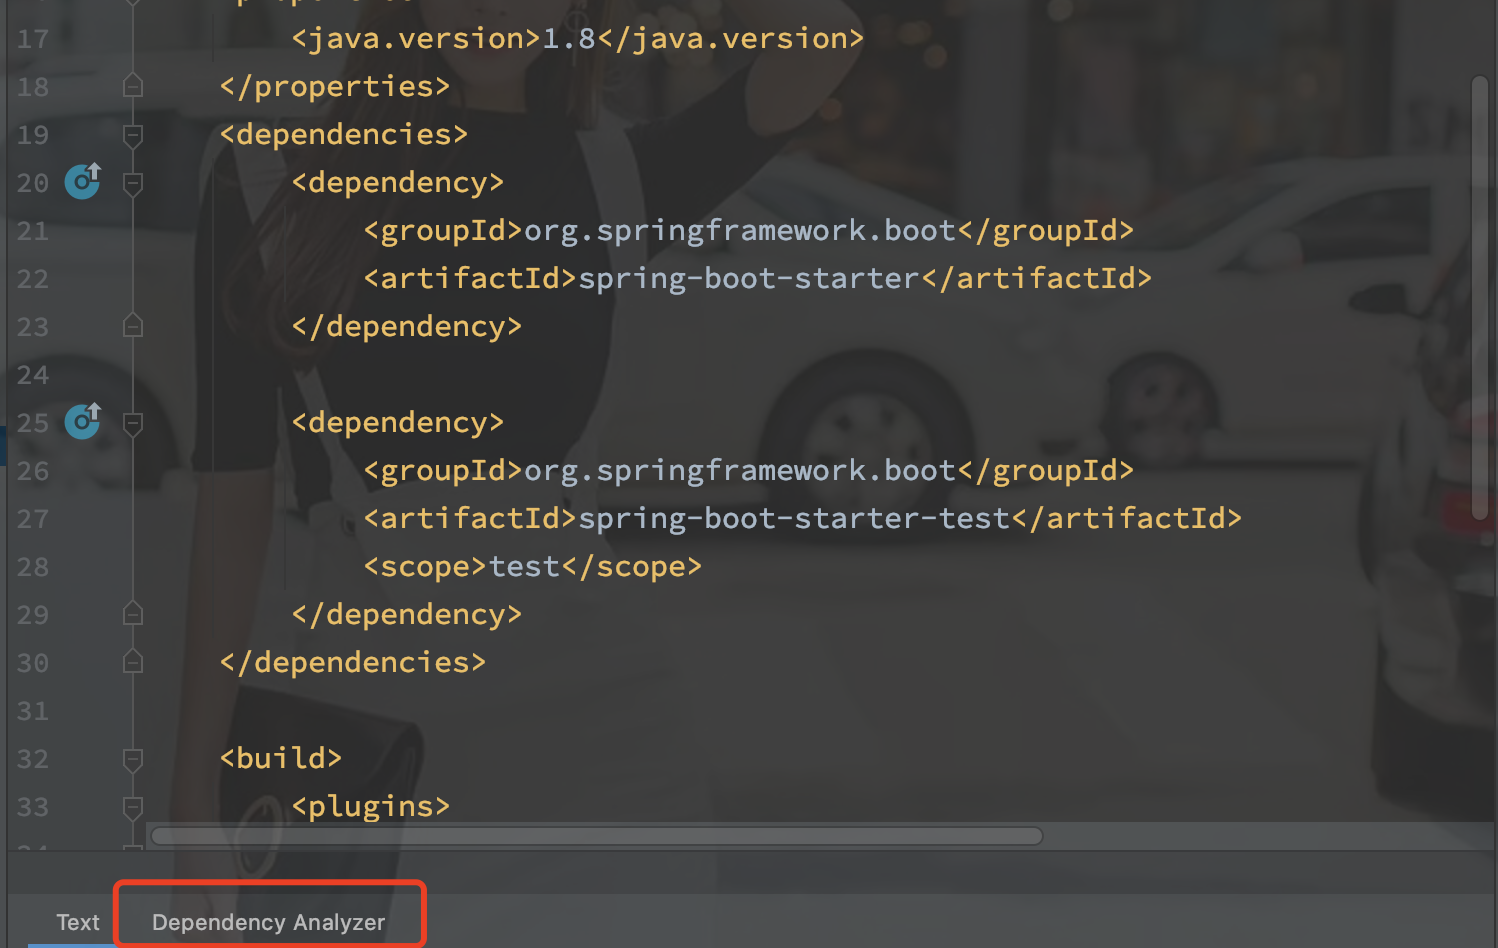 17 <java.version>1.8</java.version>
18 </properties>
19 <dependencies>
20 <dependency>
21 <groupId>org.springframework.boot</groupId>
22 <artifactId>spring-boot-starter</artifactId>
23 </dependency>
24
25 <dependency>
26 <groupId>org.springframework.boot</groupId>
27 <artifactId>spring-boot-starter-test</artifactId>
28 <scope>test</scope>
29 </dependency>
30 </dependencies>
31
32 <build>
33 <plugins>
Text Dependency Analyzer